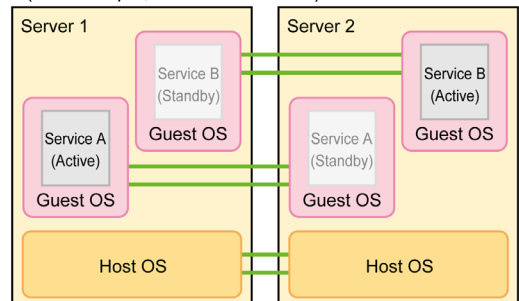 Server 1
Server 2
Service B
(Standby)
Guest OS
Service B
(Active)
Guest OS
Service A
(Active)
Guest OS
Service A
(Standby)
Guest OS
Host OS
Host OS